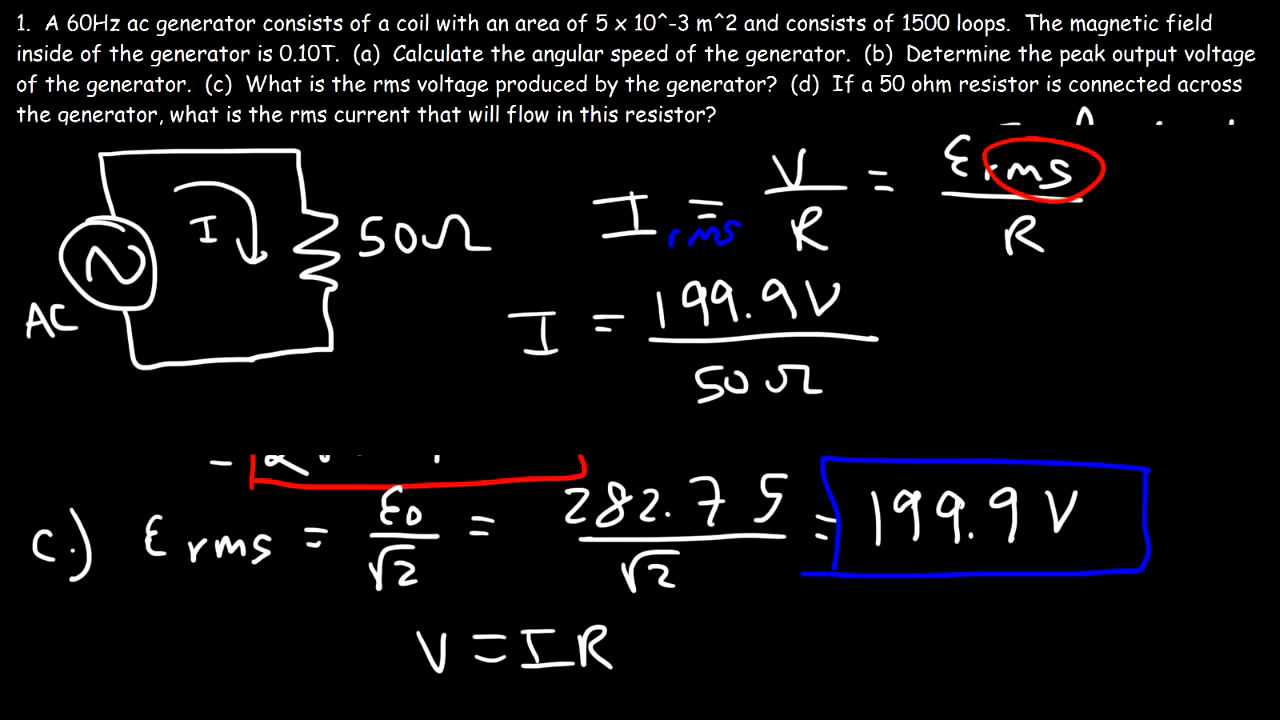 1. A 60Hz ac generator consists of a coil with an area of 5 x 10^-3 m^2 and consists of 1500 loops. The magnetic field
inside of the generator is 0.10T. (a) Calculate the angular speed of the generator. (b) Determine the peak output voltage
of the generator. (c) What is the rms voltage produced by the generator? (d) If a 50 ohm resistor is connected across
the generator, what is the rms current that will flow in this resistor?
I rms = V/R = Ɛrms/R
I 50Ω
AC
I = 199.9V/50Ω
c.) Ɛrms = Ɛ0/√2 = 282.75/√2 = 199.9 V
V = IR